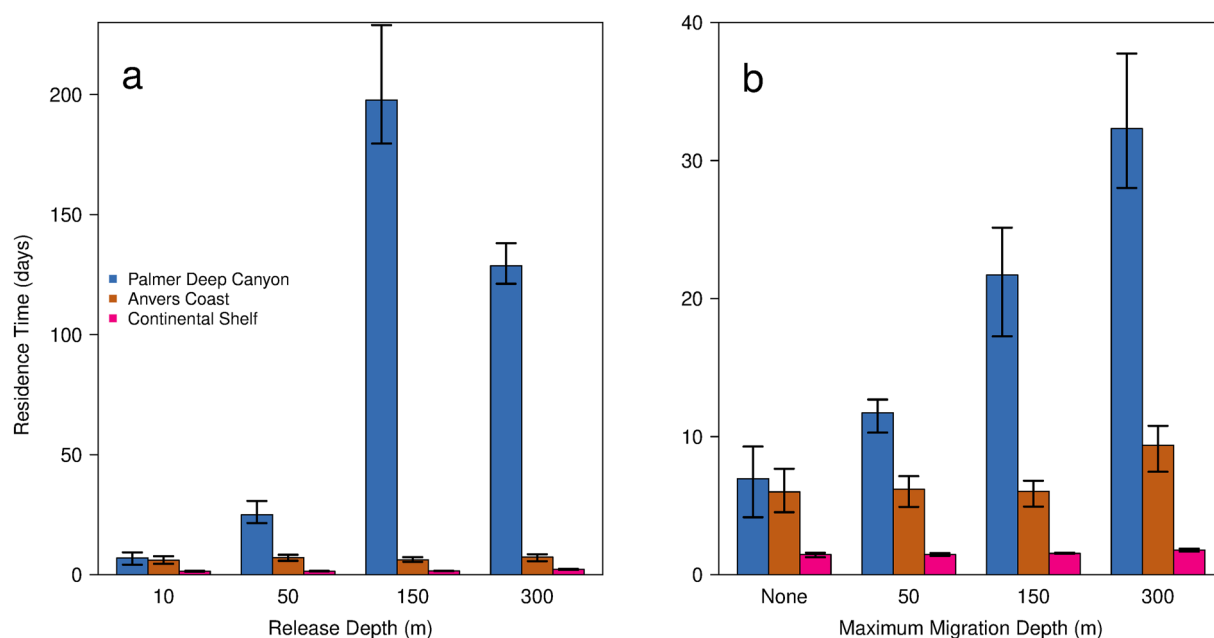 a
Residence Time (days)
200
150
100
50
0
Palmer Deep Canyon
Anvers Coast
Continental Shelf
10 50 150 300
Release Depth (m)
b
40
30
20
10
0
None 50 150 300
Maximum Migration Depth (m)